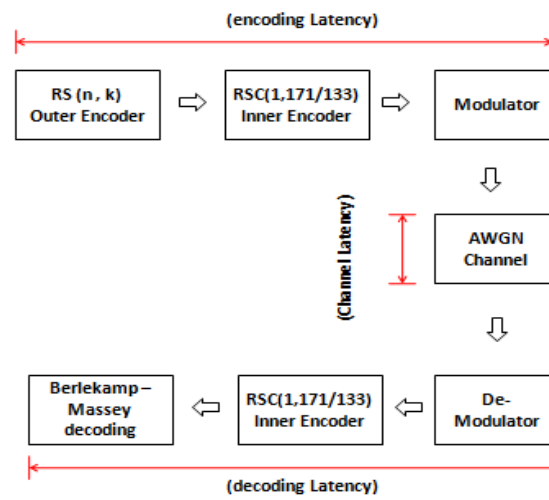 (encoding Latency)
RS (n , k)
Outer Encoder
RSC(1,171/133)
Inner Encoder
Modulator
(Channel Latency)
AWGN
Channel
Berlekamp –
Massey
decoding
RSC(1,171/133)
Inner Encoder
De-
Modulator
(decoding Latency)